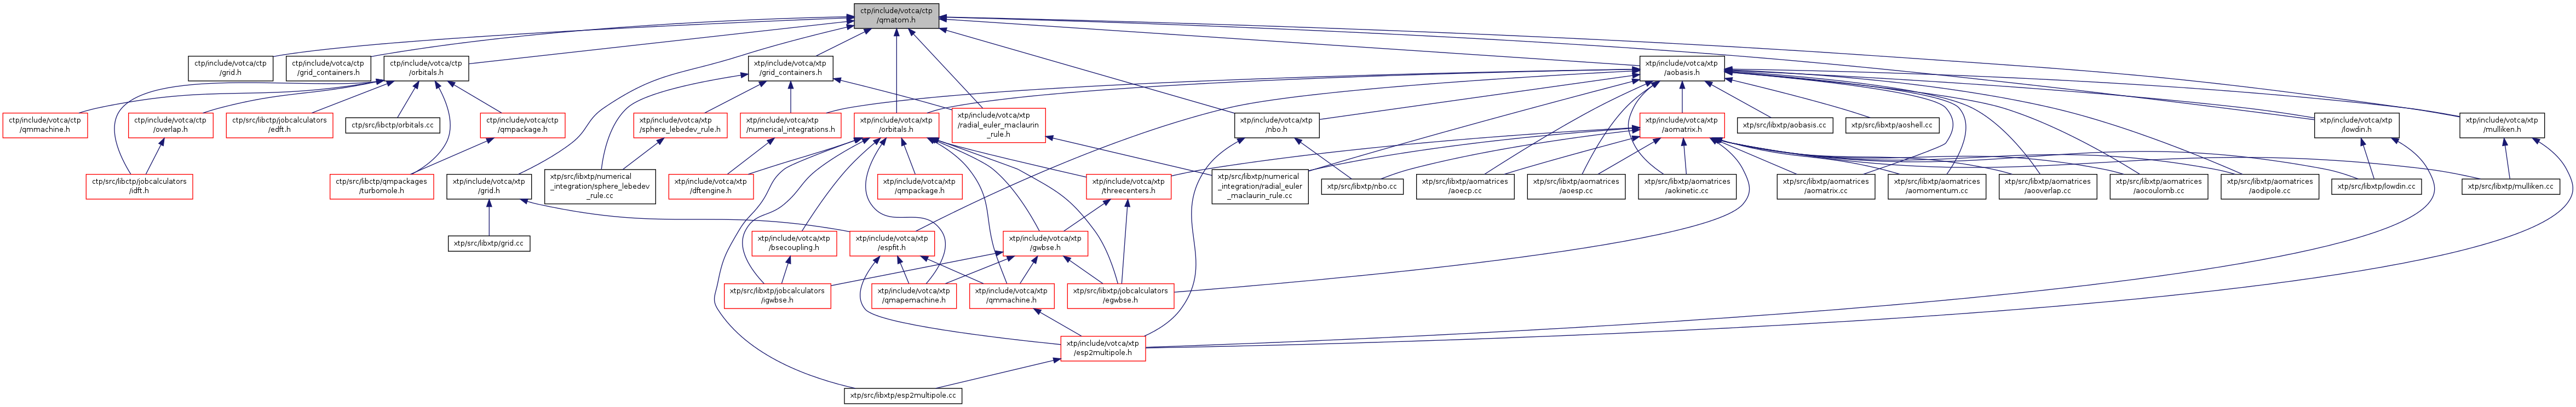 ctp/include/votca/ctp
/qmatom.h
ctp/include/votca/ctp
/grid.h
ctp/include/votca/ctp
/grid_containers.h
ctp/include/votca/ctp
/orbitals.h
xtp/include/votca/xtp
/grid_containers.h
xtp/include/votca/xtp
/aobasis.h
ctp/include/votca/ctp
/qmmachine.h
ctp/include/votca/ctp
/overlap.h
ctp/src/libctp/jobcalculators
/edft.h
ctp/src/libctp/orbitals.cc
ctp/include/votca/ctp
/qmpackage.h
xtp/include/votca/xtp
/sphere_lebedev_rule.h
xtp/include/votca/xtp
/numerical_integrations.h
xtp/include/votca/xtp
/orbitals.h
xtp/include/votca/xtp
/radial_euler_maclaurin
_rule.h
xtp/include/votca/xtp
/nbo.h
xtp/include/votca/xtp
/aomatrix.h
xtp/src/libxtp/aobasis.cc
xtp/src/libxtp/aoshell.cc
xtp/include/votca/xtp
/lowdin.h
xtp/include/votca/xtp
/mulliken.h
ctp/src/libctp/jobcalculators
/idft.h
ctp/src/libctp/qmpackages
/turbomole.h
xtp/include/votca/xtp
/grid.h
xtp/src/libxtp/numerical
_integration/sphere_lebedev
_rule.cc
xtp/include/votca/xtp
/dftengine.h
xtp/include/votca/xtp
/qmpackage.h
xtp/include/votca/xtp
/threecenters.h
xtp/src/libxtp/numerical
_integration/radial_euler
_maclaurin_rule.cc
xtp/src/libxtp/nbo.cc
xtp/src/libxtp/aomatrices
/aoecp.cc
xtp/src/libxtp/aomatrices
/aoesp.cc
xtp/src/libxtp/aomatrices
/aokinetic.cc
xtp/src/libxtp/aomatrices
/aomatrix.cc
xtp/src/libxtp/aomatrices
/aomomentum.cc
xtp/src/libxtp/aomatrices
/aooverlap.cc
xtp/src/libxtp/aomatrices
/aocoulomb.cc
xtp/src/libxtp/aomatrices
/aodipole.cc
xtp/src/libxtp/lowdin.cc
xtp/src/libxtp/mulliken.cc
xtp/src/libxtp/grid.cc
xtp/include/votca/xtp
/bsecoupling.h
xtp/include/votca/xtp
/espfit.h
xtp/include/votca/xtp
/gwbse.h
xtp/src/libxtp/jobcalculators
/igwbse.h
xtp/include/votca/xtp
/qmapemachine.h
xtp/include/votca/xtp
/qmmachine.h
xtp/src/libxtp/jobcalculators
/egwbse.h
xtp/include/votca/xtp
/esp2multipole.h
xtp/src/libxtp/esp2multipole.cc